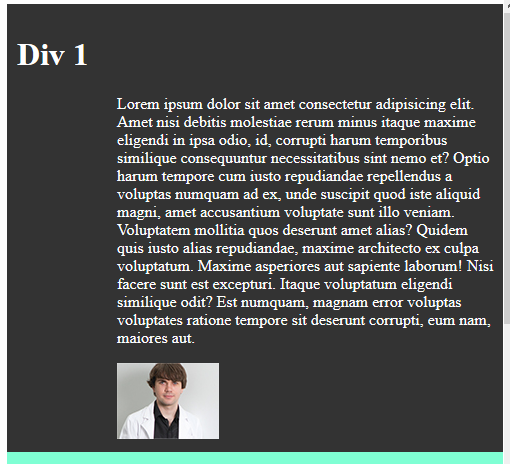 Div 1
Lorem ipsum dolor sit amet consectetur adipisicing elit.
Amet nisi debitis molestiae rerum minus itaque maxime
eligendi in ipsa odio, id, corrupti harum temporibus
similique consequuntur necessitatibus sint nemo et? Optio
harum tempore cum iusto repudiandae repellendus a
voluptas numquam ad ex, unde suscipit quod iste aliquid
magni, amet accusantium voluptate sunt illo veniam.
Voluptatem mollitia quos deserunt amet alias? Quidem
quis iusto alias repudiandae, maxime architecto ex culpa
voluptatum. Maxime asperiores aut sapiente laborum! Nisi
facere sunt est excepturi. Itaque voluptatum eligendi
similique odit? Est numquam, magnam error voluptas
voluptates ratione tempore sit deserunt corrupti, eum nam,
maiores aut.